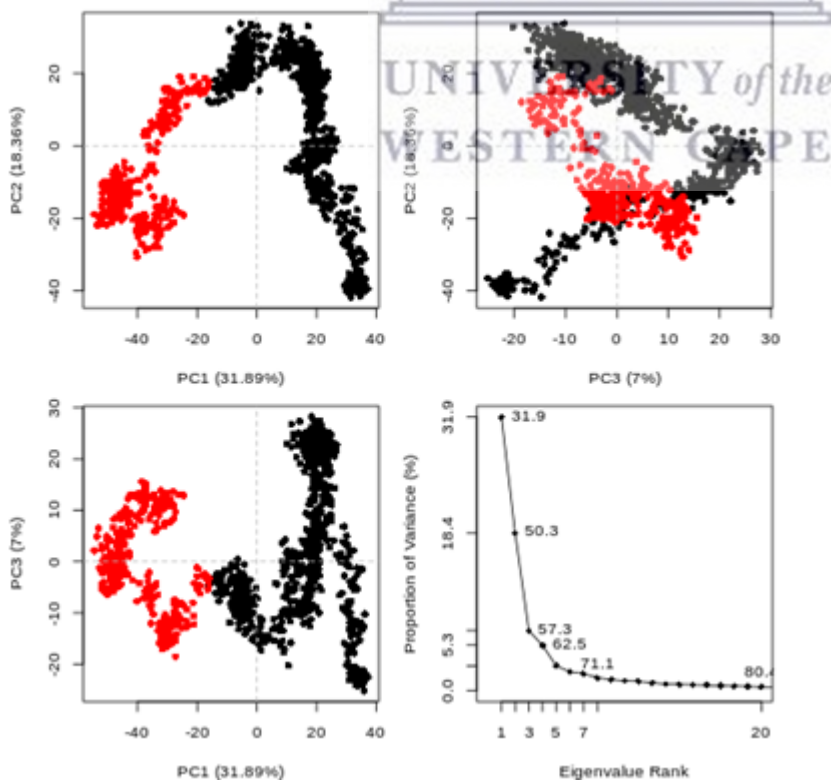 UNIVERSITY of the
WESTERN CAPE
PC2 (18.36%)
20
0
-20
-40
-40 -20 0 20 40
PC1 (31.89%)
PC2 (18.36%)
20
0
-20
-40
-20 -10 0 10 20 30
PC3 (7%)
PC3 (7%)
30
20
10
0
-10
-20
-40 -20 0 20 40
PC1 (31.89%)
Proportion of Variance (%)
31.9
18.4
5.3
0.0
31.9
50.3
57.3
62.5
71.1
80.4
1 3 5 7 20
Eigenvalue Rank